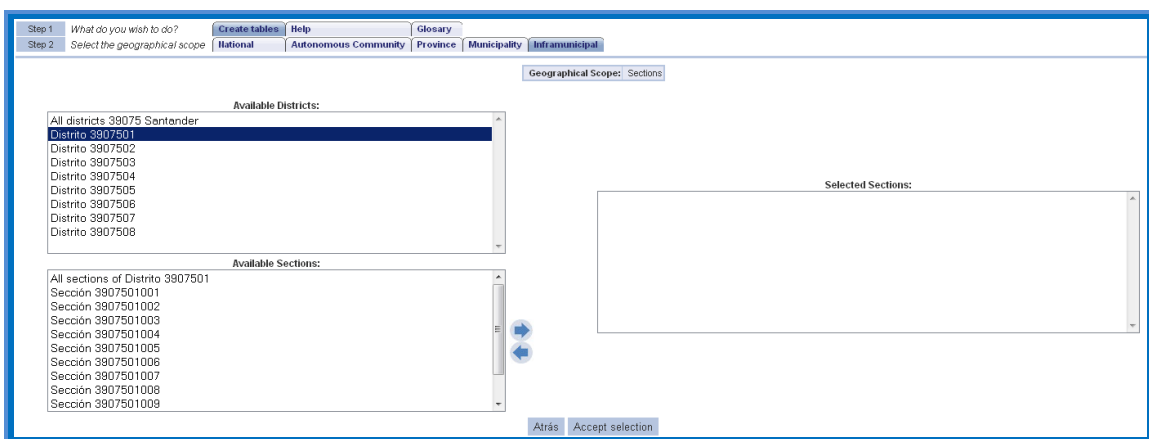 Step 1 What do you wish to do? Create tables Help Glosary
Step 2 Select the geographical scope National Autonomous Community Province Municipality Inframunicipal
Geographical Scope: Sections
Available Districts:
All districts 39075 Santander
Distrito 3907501
Distrito 3907502
Distrito 3907503
Distrito 3907504
Distrito 3907505
Distrito 3907506
Distrito 3907507
Distrito 3907508
Available Sections:
All sections of Distrito 3907501
Sección 3907501001
Sección 3907501002
Sección 3907501003
Sección 3907501004
Sección 3907501005
Sección 3907501006
Sección 3907501007
Sección 3907501008
Sección 3907501009
Selected Sections:
Atrás Accept selection